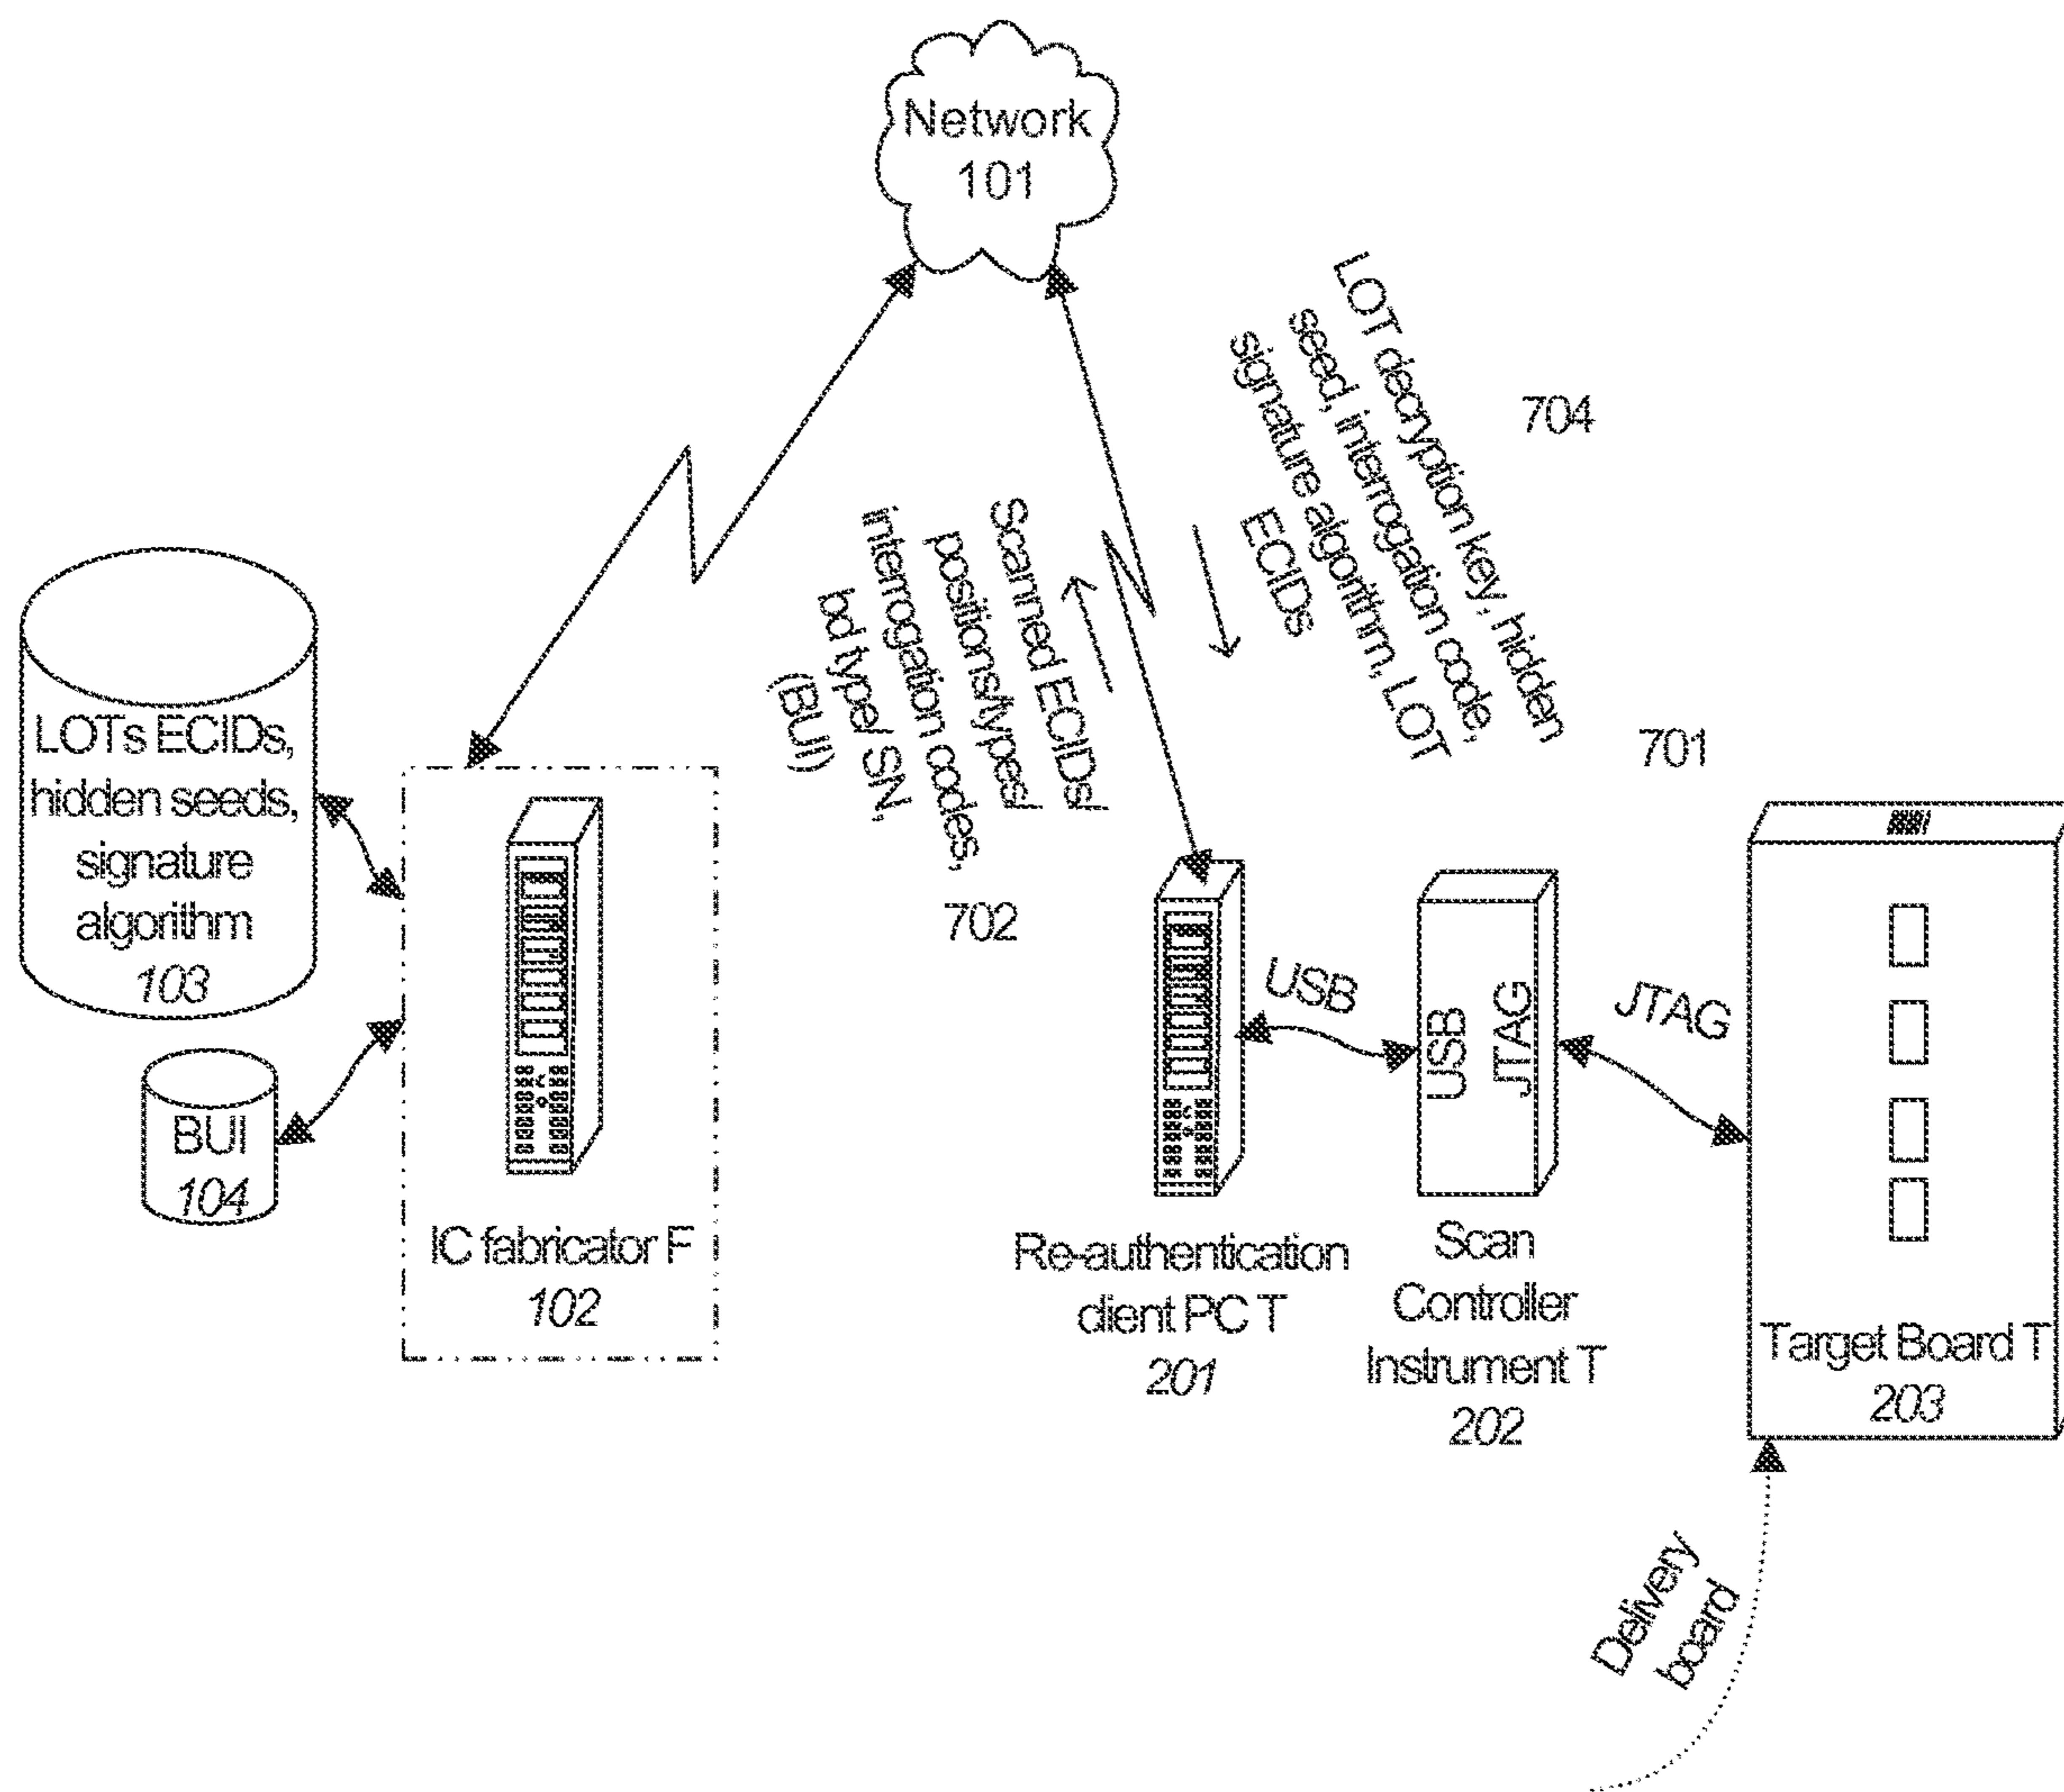 Network
101
LOT decryption key, hidden
seed, interrogation code,
signature algorithm, LOT
ECIDs
704
Scanned ECIDs/
positions/types/
interrogation codes,
bd type/ SN,
(BUI)
702
701
LOTs ECIDs,
hidden seeds,
signature
algorithm
103
BUI
104
IC fabricator F
102
USB
USB
JTAG
JTAG
Re-authentication
client PC T
201
Scan
Controller
Instrument T
202
Target Board T
203
Delivery
board